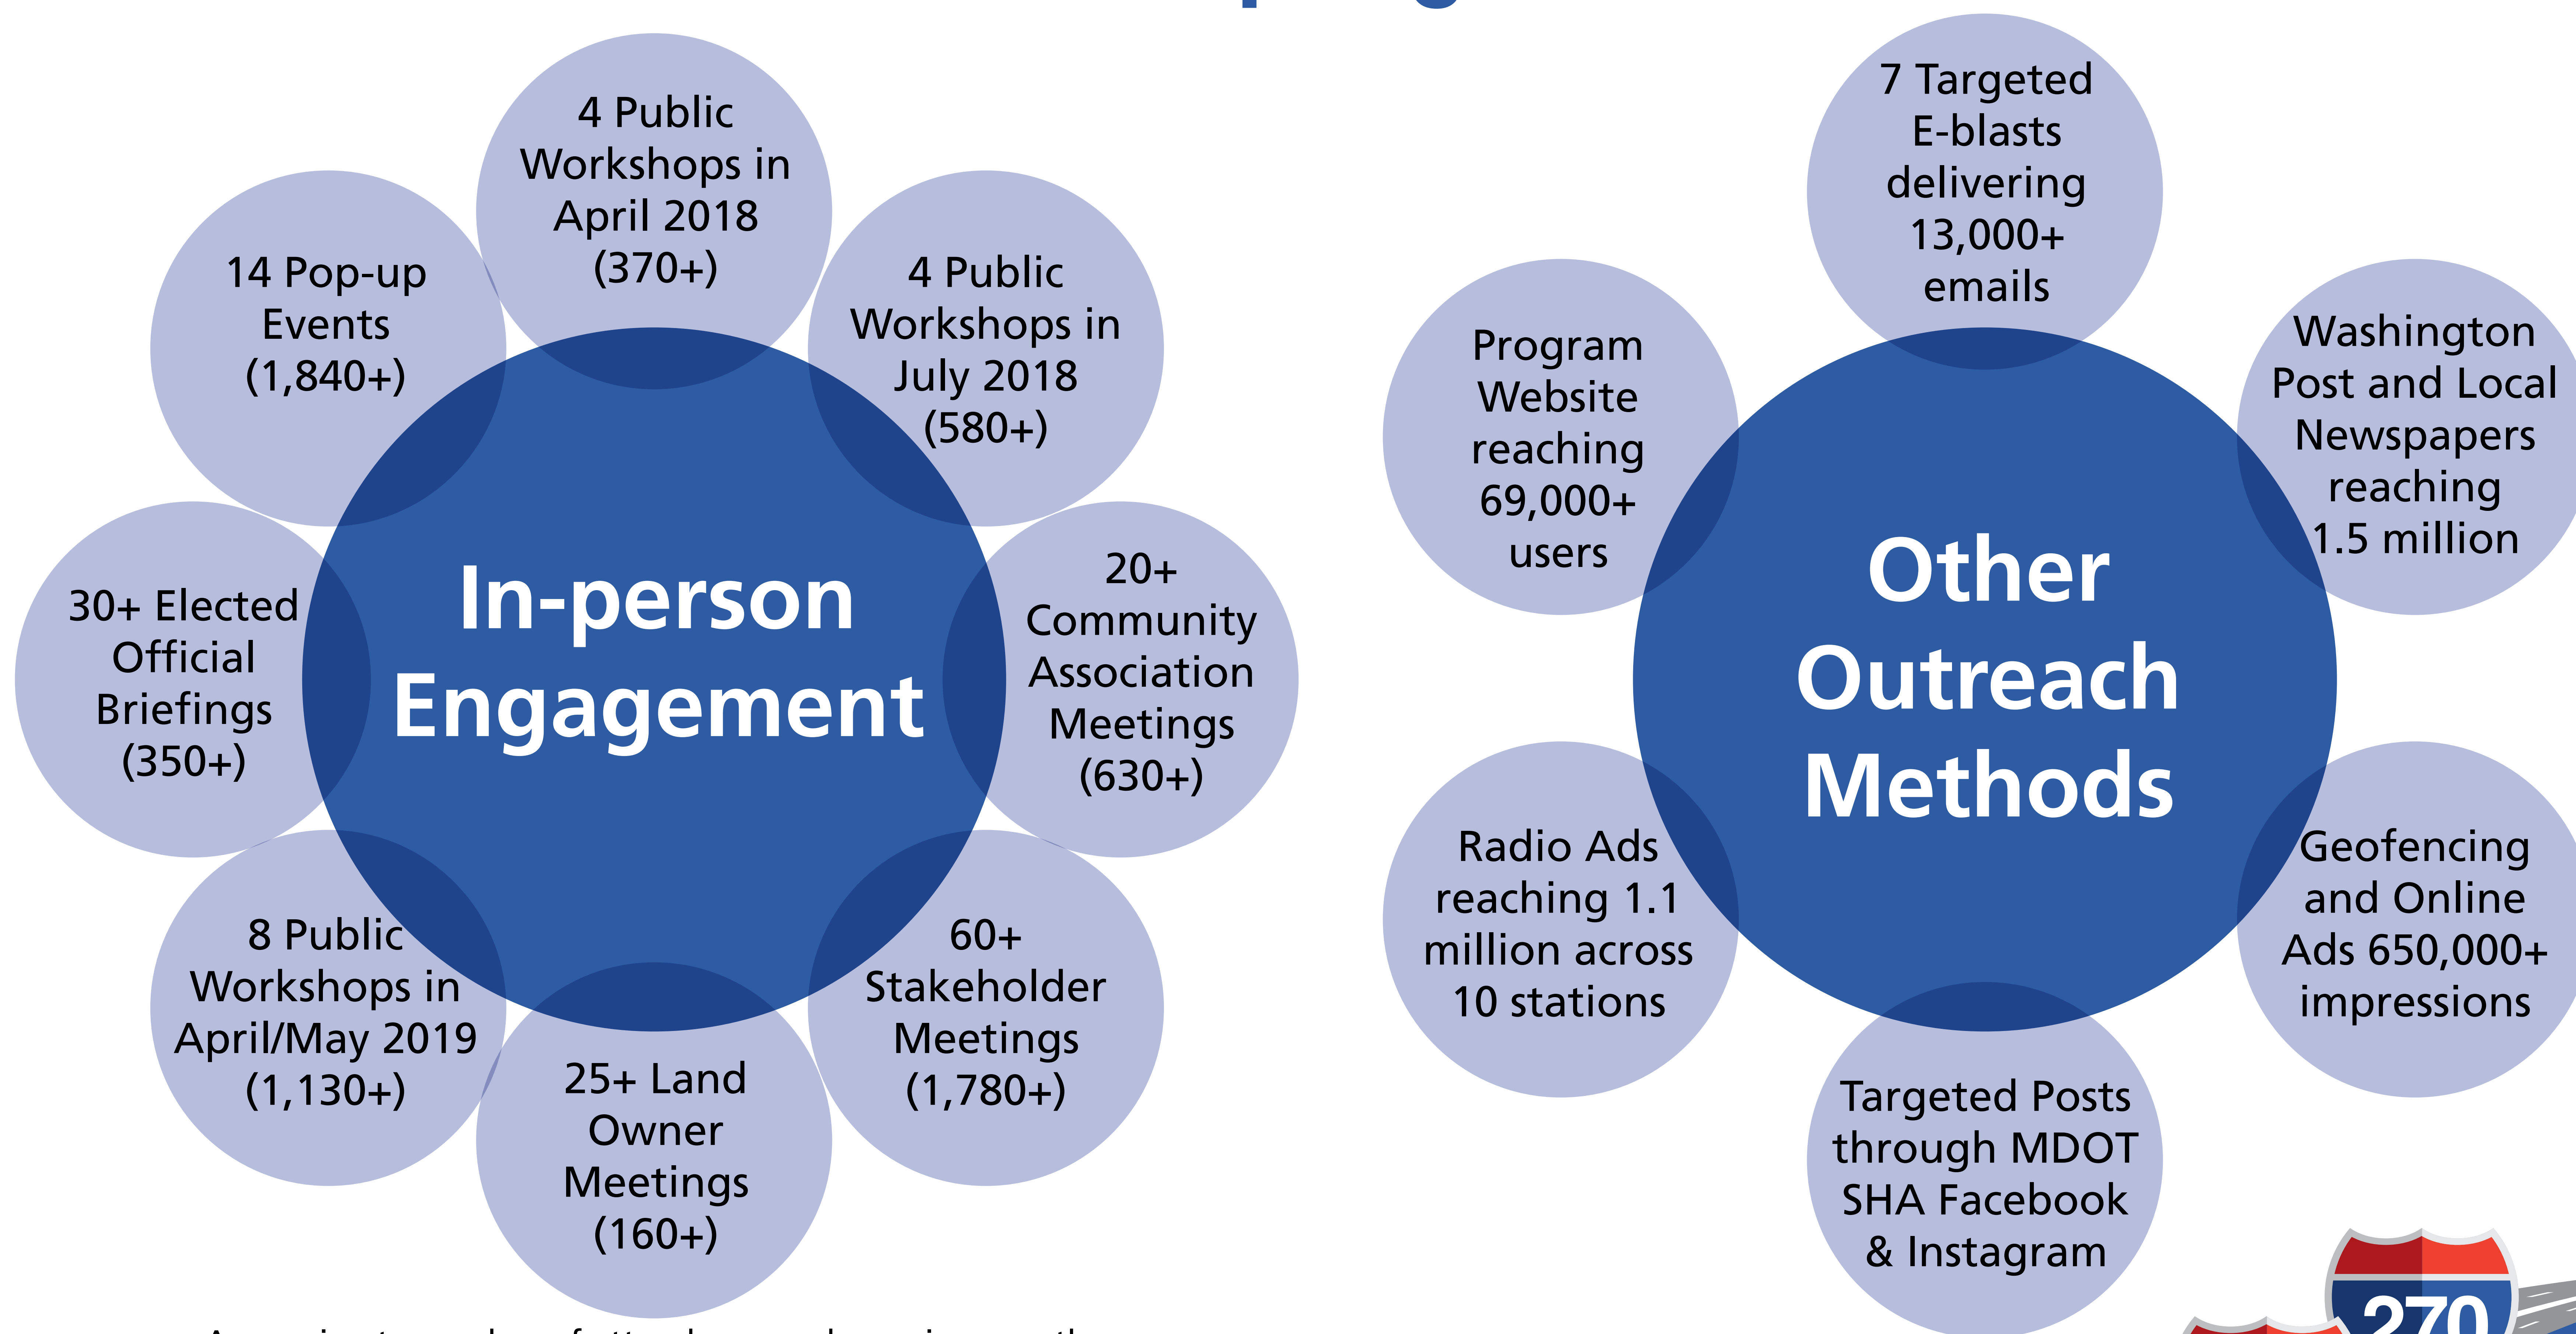 4 Public
Workshops in
April 2018
(370+)
4 Public
Workshops in
July 2018
(580+)
20+
Community
Association
Meetings
(630+)
60+
Stakeholder
Meetings
(1,780+)
25+ Land
Owner
Meetings
(160+)
8 Public
Workshops in
April/May 2019
(1,130+)
30+ Elected
Official
Briefings
(350+)
14 Pop-up
Events
(1,840+)
In-person
Engagement
7 Targeted
E-blasts
delivering
13,000+
emails
Washington
Post and Local
Newspapers
reaching
1.5 million
Geofencing
and Online
Ads 650,000+
impressions
Targeted Posts
through MDOT
SHA Facebook
& Instagram
Radio Ads
reaching 1.1
million across
10 stations
Program
Website
reaching
69,000+
users
Other
Outreach
Methods
270